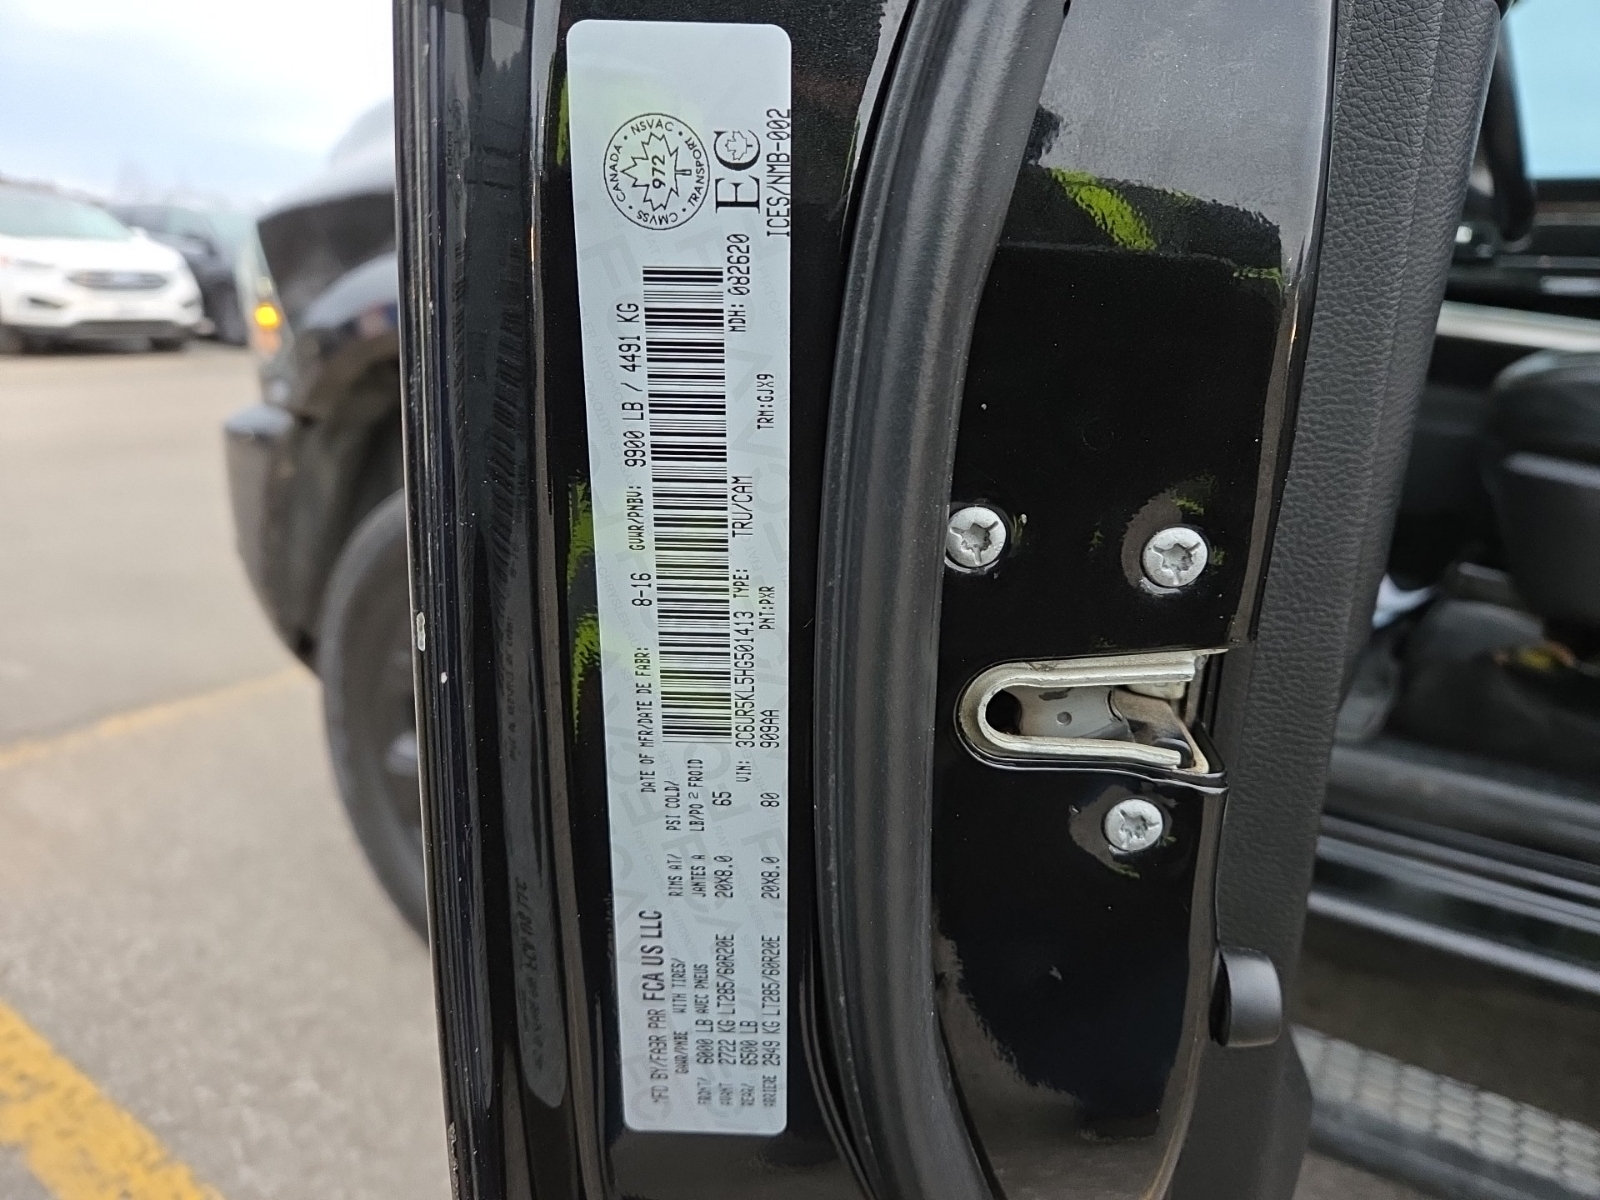 MFD BY/FABR PAR FCA US LLC
DATE OF MFR/DATE DE FABR: 8-16 GVWR/PNBV: 9900 LB / 4491 KG
GAWR/PNBE WITH TIRES/ RIMS AT/ PSI COLD/
FRONT/ 6000 LB AVEC PNEUS JANTES A LB/PO 2 FROID
AVANT 2722 KG LT285/60R20E 20X8.0 65
REAR/ 6500 LB
ARRIERE 2949 KG LT285/60R20E 20X8.0 80
VIN: 3C6UR5KL5HG501413 TYPE: TRU/CAM MDH: 082620
909AA PNT:PXR TRM:GJX9
CANADA • NSVAC • TRANSPORT • CMVSS •
972
EC
ICES/NMB-002